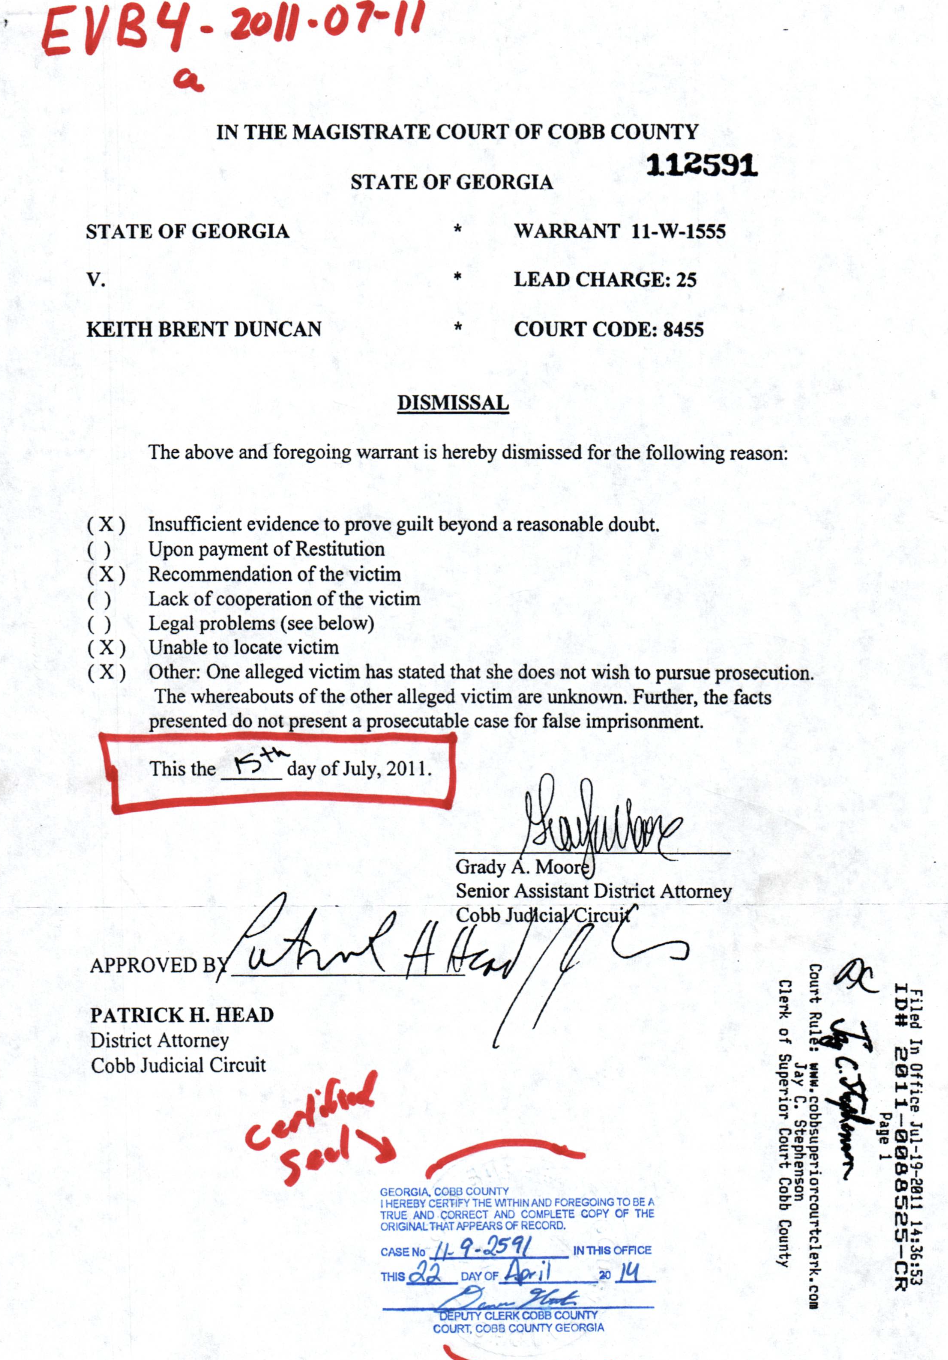 EVB4-2011-07-11
a
IN THE MAGISTRATE COURT OF COBB COUNTY
112591
STATE OF GEORGIA
STATE OF GEORGIA * WARRANT 11-W-1555
V. * LEAD CHARGE: 25
KEITH BRENT DUNCAN * COURT CODE: 8455
DISMISSAL
The above and foregoing warrant is hereby dismissed for the following reason:
( X ) Insufficient evidence to prove guilt beyond a reasonable doubt.
( ) Upon payment of Restitution
( X ) Recommendation of the victim
( ) Lack of cooperation of the victim
( ) Legal problems (see below)
( X ) Unable to locate victim
( X ) Other: One alleged victim has stated that she does not wish to pursue prosecution.
The whereabouts of the other alleged victim are unknown. Further, the facts
presented do not present a prosecutable case for false imprisonment.
This the 15th day of July, 2011.
Grady A. Moore
Senior Assistant District Attorney
Cobb Judicial Circuit
APPROVED BY Patrick H Head
PATRICK H. HEAD
District Attorney
Cobb Judicial Circuit
certified
seal
GEORGIA, COBB COUNTY
I HEREBY CERTIFY THE WITHIN AND FOREGOING TO BE A
TRUE AND CORRECT AND COMPLETE COPY OF THE
ORIGINAL THAT APPEARS OF RECORD.
CASE No 11-9-2591 IN THIS OFFICE
THIS 22 DAY OF April 20 14
DEPUTY CLERK COBB COUNTY
COURT, COBB COUNTY GEORGIA
Filed In Office Jul-19-2011 14:36:53
ID# 2011-0088525-CR
Page 1
Jay C. Stephenson
Court Rule: www.cobbsuperiorcourtclerk.com
Jay C. Stephenson
Clerk of Superior Court Cobb County